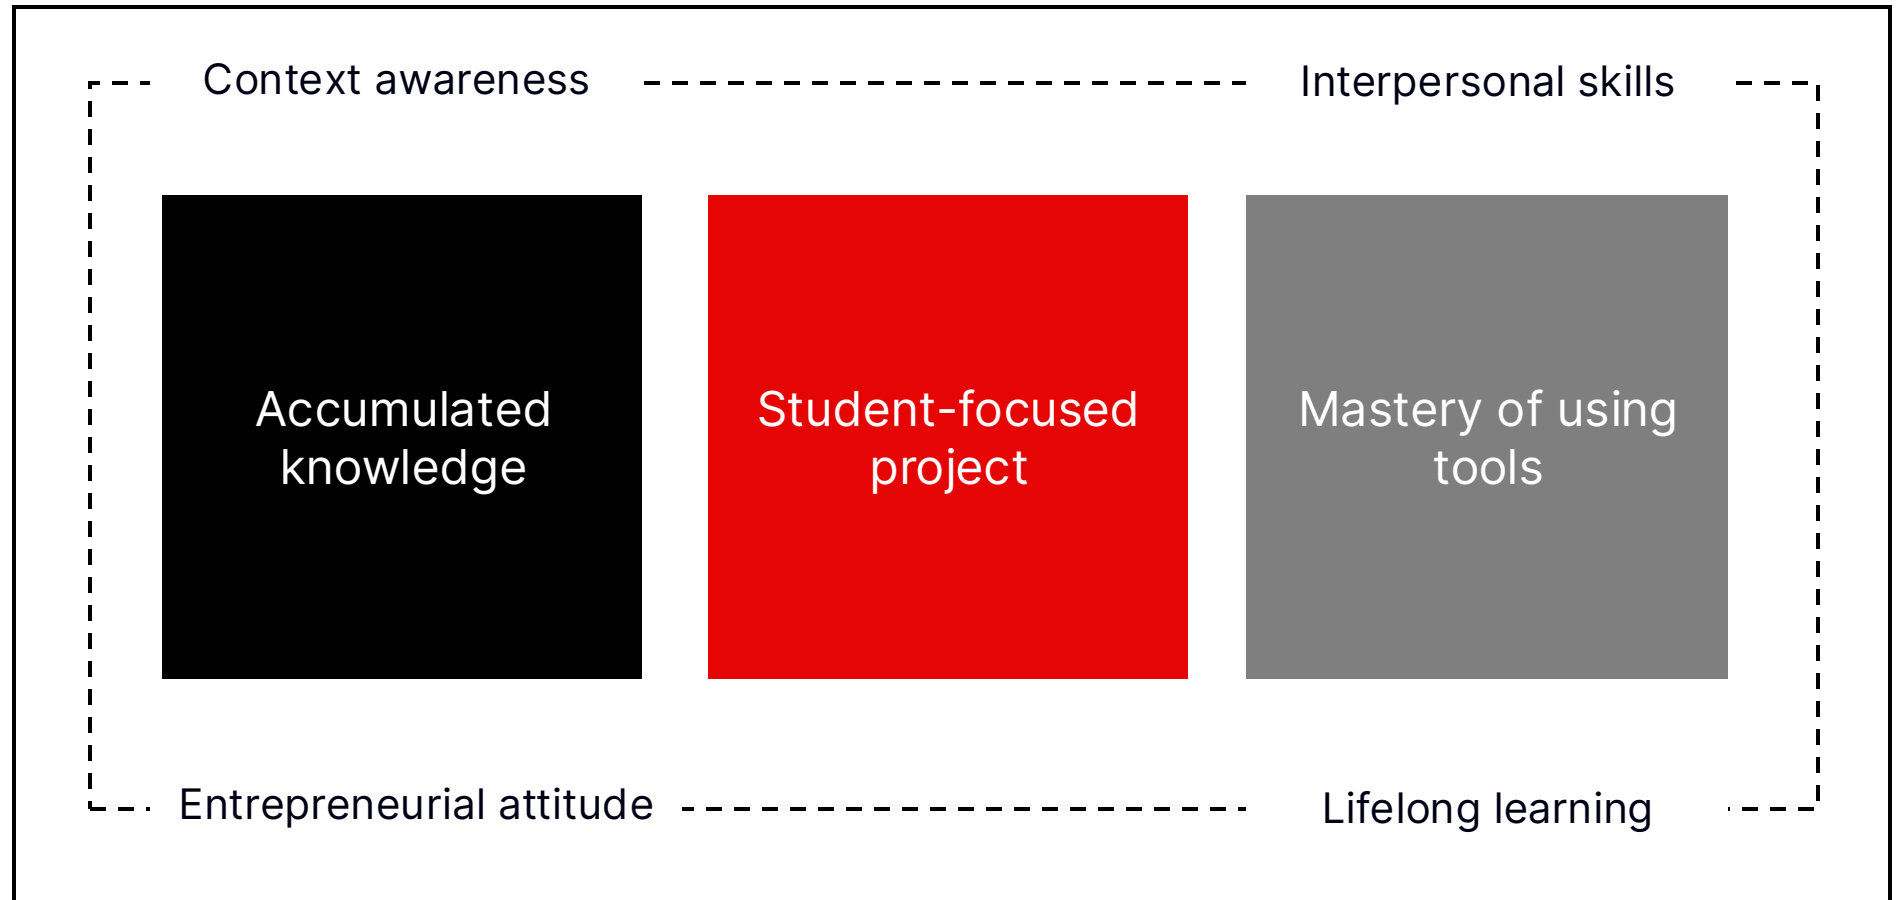 Context awareness
Interpersonal skills
Accumulated
knowledge
Student-focused
project
Mastery of using
tools
Entrepreneurial attitude
Lifelong learning